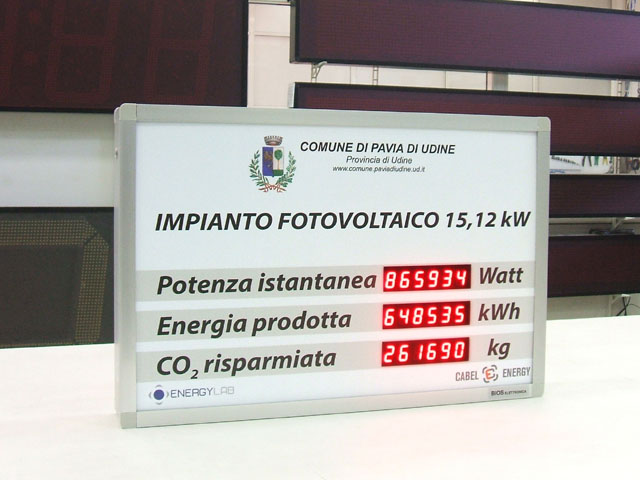 COMUNE DI PAVIA DI UDINE
Provincia di Udine
www.comune.paviadiudine.ud.it
IMPIANTO FOTOVOLTAICO 15,12 kW
Potenza istantanea 865934 Watt
Energia prodotta 648535 kWh
CO2 risparmiata 261690 kg
ENERGYLAB
CABEL E ENERGY
BIOS ELETTRONICA